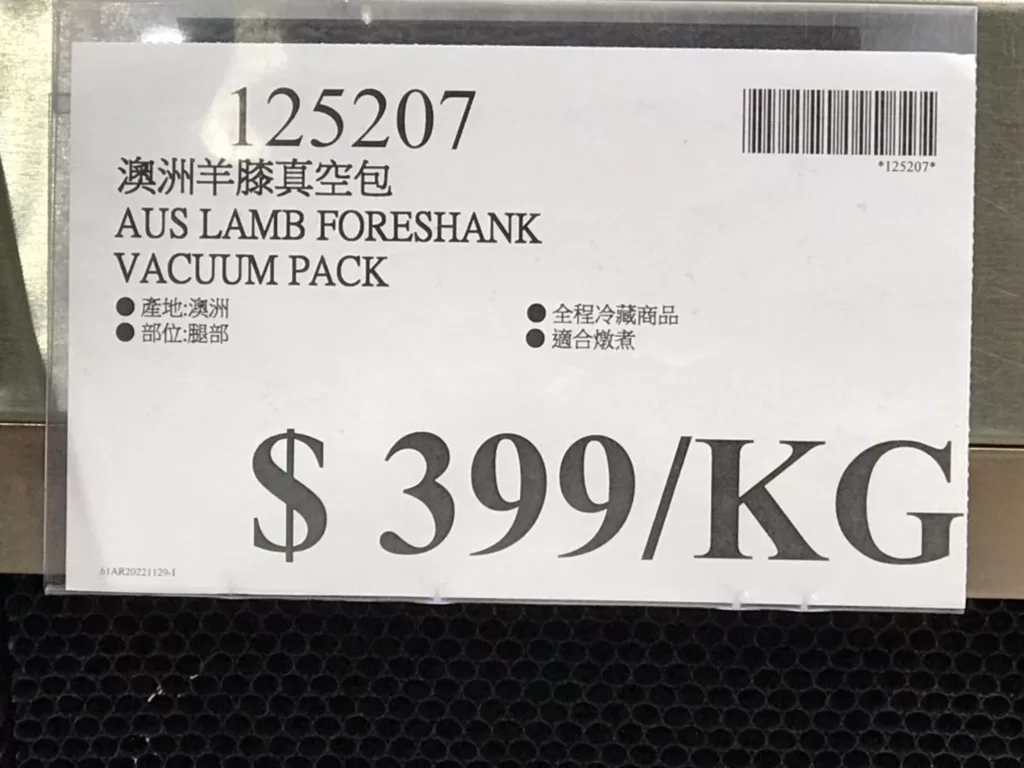 125207
*125207*
澳洲羊膝真空包
AUS LAMB FORESHANK
VACUUM PACK
● 產地:澳洲
● 部位:腿部
● 全程冷藏商品
● 適合燉煮
$ 399/KG
61AR20221129-1